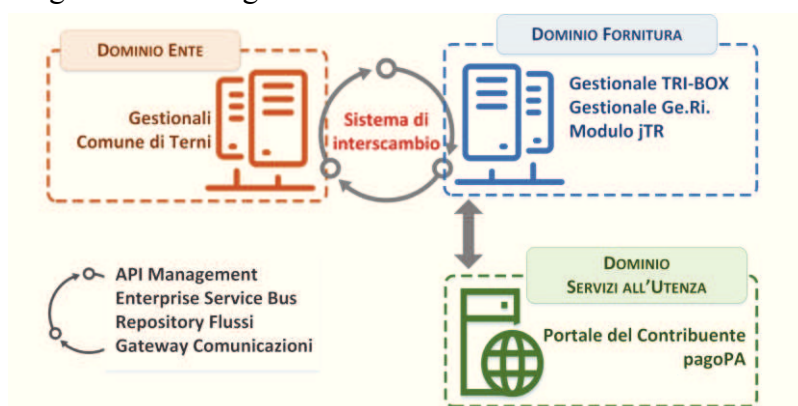 DOMINIO ENTE
Gestionali
Comune di Terni
Sistema di
interscambio
DOMINIO FORNITURA
Gestionale TRI-BOX
Gestionale Ge.Ri.
Modulo jTR
API Management
Enterprise Service Bus
Repository Flussi
Gateway Comunicazioni
DOMINIO
SERVIZI ALL'UTENZA
Portale del Contribuente
pagoPA